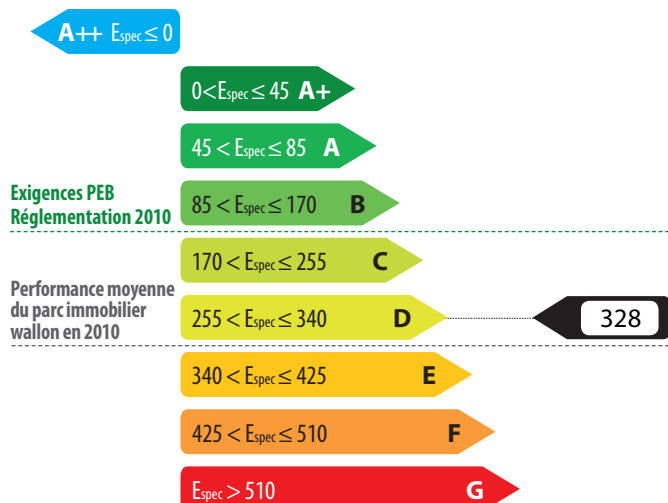 A++ Espec ≤ 0
0<Espec ≤ 45 A+
45 < Espec ≤ 85 A
Exigences PEB
Réglementation 2010
85 < Espec ≤ 170 B
170 < Espec ≤ 255 C
Performance moyenne
du parc immobilier
wallon en 2010
255 < Espec ≤ 340 D
328
340 < Espec ≤ 425 E
425 < Espec ≤ 510 F
Espec > 510 G